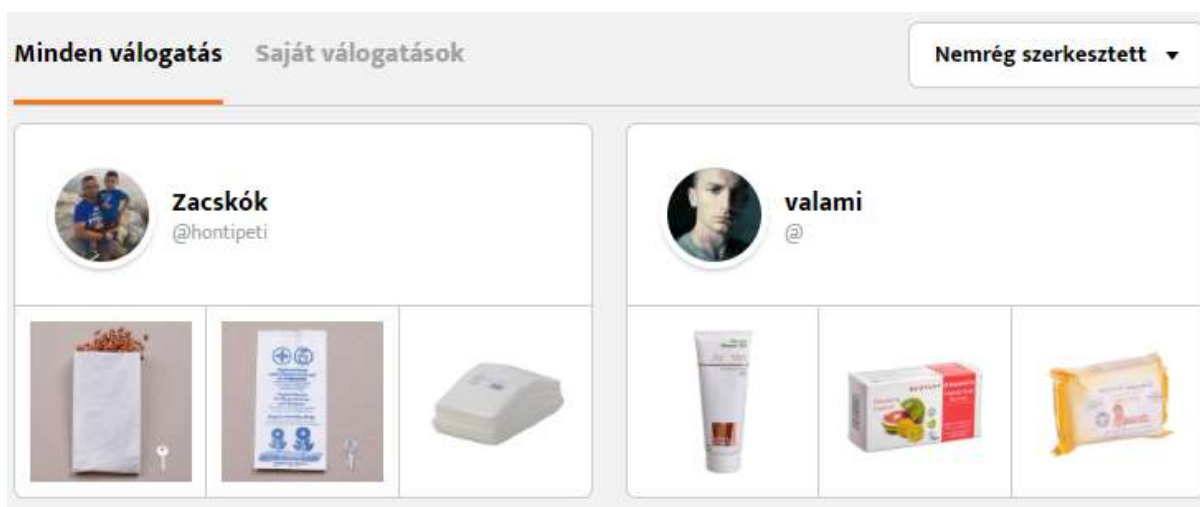 Minden válogatás
Saját válogatások
Nemrég szerkesztett
Zacskók
@hontipeti
valami
@